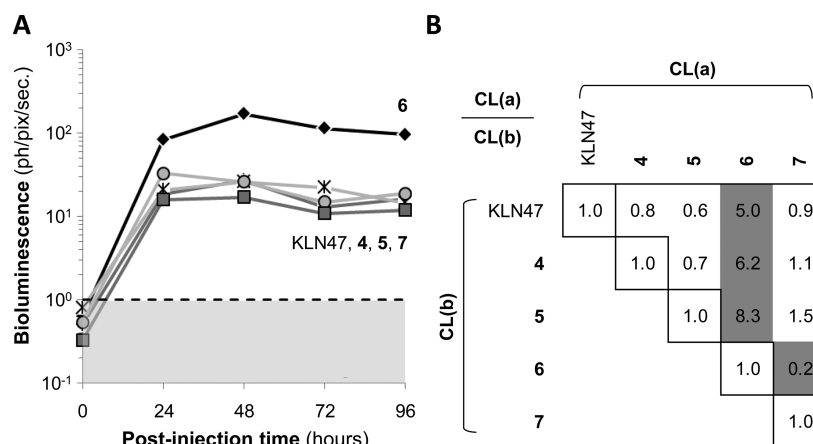 A
Bioluminescence (ph/pix/sec.)
10³
10²
10¹
10⁰
10⁻¹
6
KLN47, 4, 5, 7
0 24 48 72 96
Post-injection time (hours)
B
CL(a)
CL(a)
CL(b)
KLN47 4 5 6 7
CL(b)
KLN47 1.0 0.8 0.6 5.0 0.9
4 1.0 0.7 6.2 1.1
5 1.0 8.3 1.5
6 1.0 0.2
7 1.0